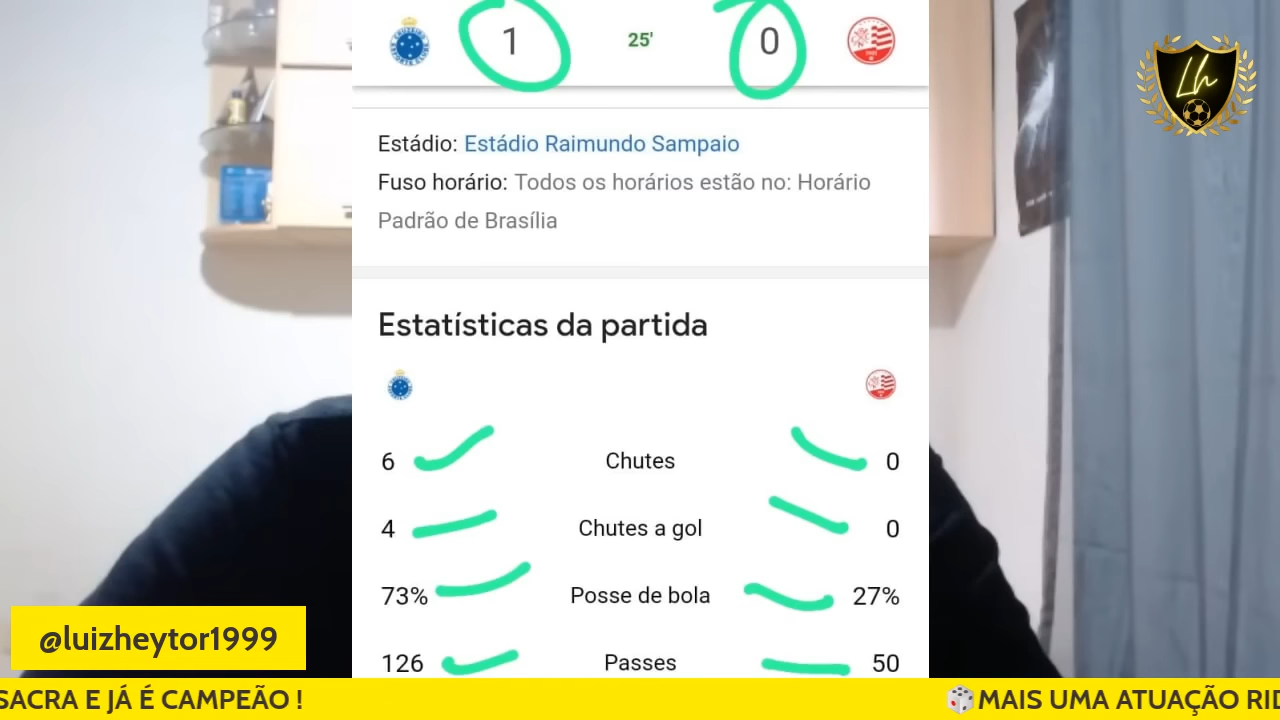 1 25' 0
Lh
Estádio: Estádio Raimundo Sampaio
Fuso horário: Todos os horários estão no: Horário
Padrão de Brasília
Estatísticas da partida
6 Chutes 0
4 Chutes a gol 0
73% Posse de bola 27%
126 Passes 50
@luizheytor1999
SACRA E JÁ É CAMPEÃO !
MAIS UMA ATUAÇÃO RID